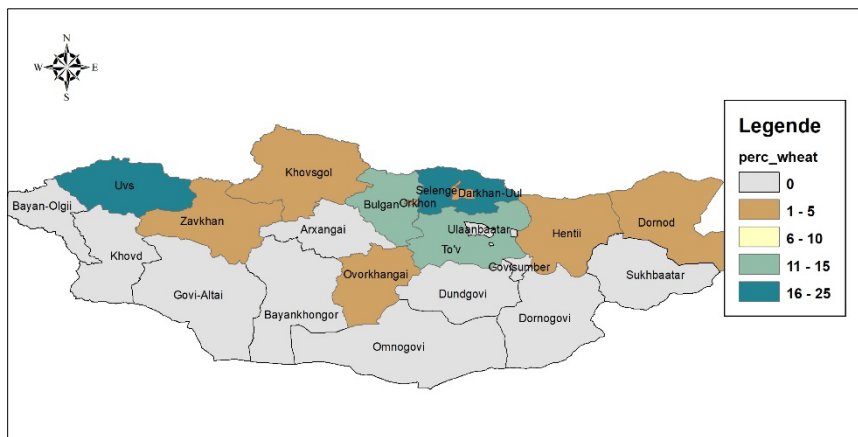 N
W E
S
Legende
perc_wheat
0
1 - 5
6 - 10
11 - 15
16 - 25
Khovsgol
Uvs
Selenge
Darkhan-Uul
Bayan-Olgii
Bulgan
Orkhon
Zavkhan
Arxangai
Ulaanbaatar
Hentii
Dornod
Khovd
To'v
Ovorkhangai
Govisumber
Sukhbaatar
Govi-Altai
Dundgovi
Bayankhongor
Dornogovi
Omnogovi